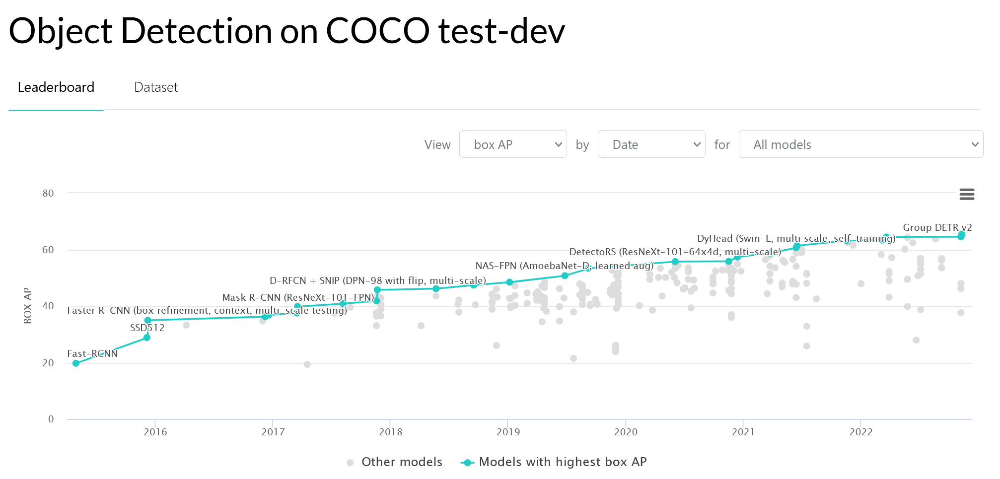 Object Detection on COCO test-dev
Leaderboard
Dataset
View
box AP
by
Date
for
All models
80
60
40
20
0
BOX AP
Group DETR v2
DyHead (Swin-L, multi scale, self-training)
DetectoRS (ResNeXt-101-64x4d, multi-scale)
NAS-FPN (AmoebaNet-D, learned aug)
D-RFCN + SNIP (DPN-98 with flip, multi-scale)
Mask R-CNN (ResNeXt-101-FPN)
Faster R-CNN (box refinement, context, multi-scale testing)
SSD512
Fast-RCNN
2016
2017
2018
2019
2020
2021
2022
Other models
Models with highest box AP